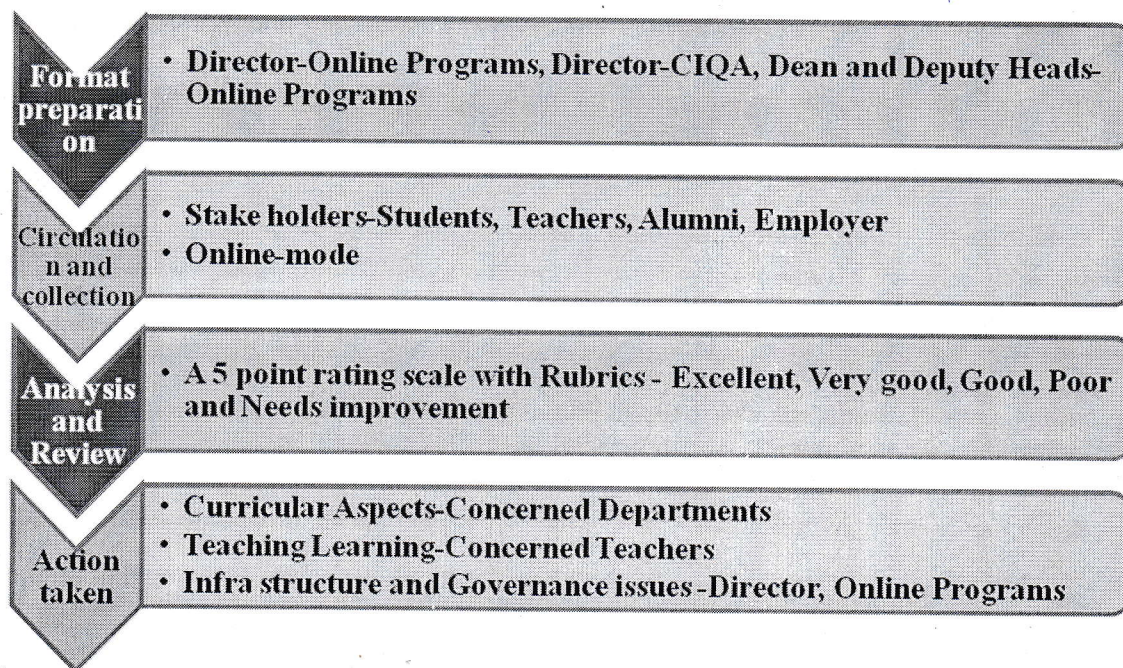 Format
preparati
on
• Director-Online Programs, Director-CIQA, Dean and Deputy Heads-
Online Programs
Circulatio
n and
collection
• Stake holders-Students, Teachers, Alumni, Employer
• Online-mode
Analysis
and
Review
• A 5 point rating scale with Rubrics - Excellent, Very good, Good, Poor
and Needs improvement
Action
taken
• Curricular Aspects-Concerned Departments
• Teaching Learning-Concerned Teachers
• Infra structure and Governance issues -Director, Online Programs